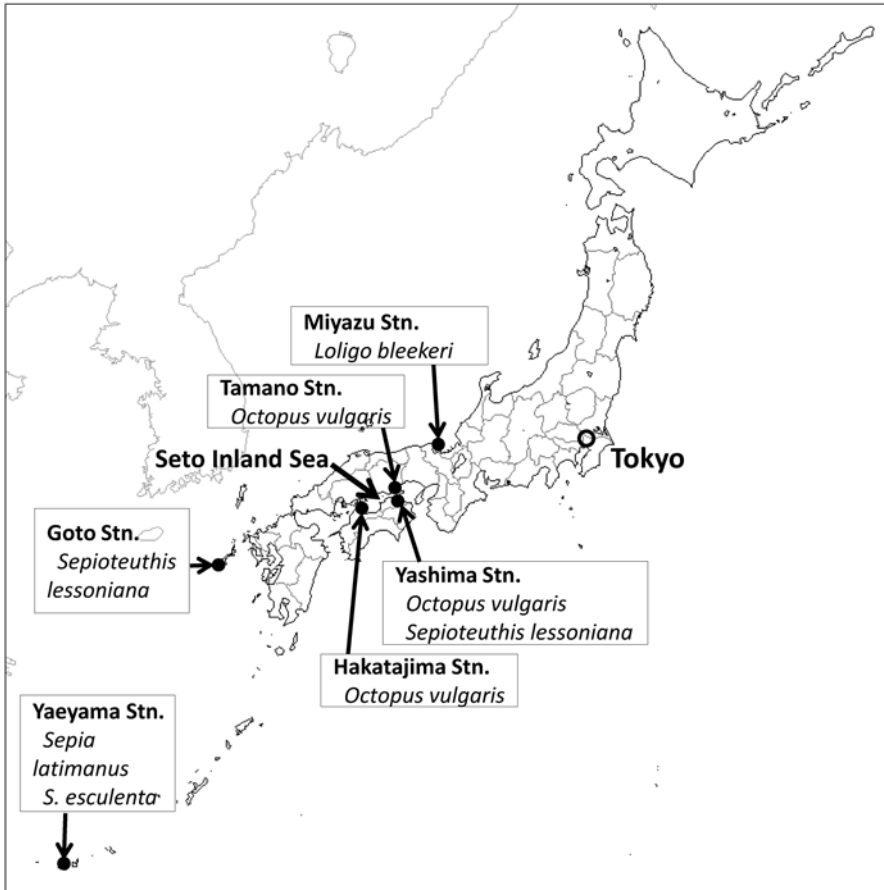 Miyazu Stn.
Loligo bleekeri
Tamano Stn.
Octopus vulgaris
Seto Inland Sea
Tokyo
Goto Stn.
Sepioteuthis
lessoniana
Yashima Stn.
Octopus vulgaris
Sepioteuthis lessoniana
Hakatajima Stn.
Octopus vulgaris
Yaeyama Stn.
Sepia
latimanus
S. esculenta